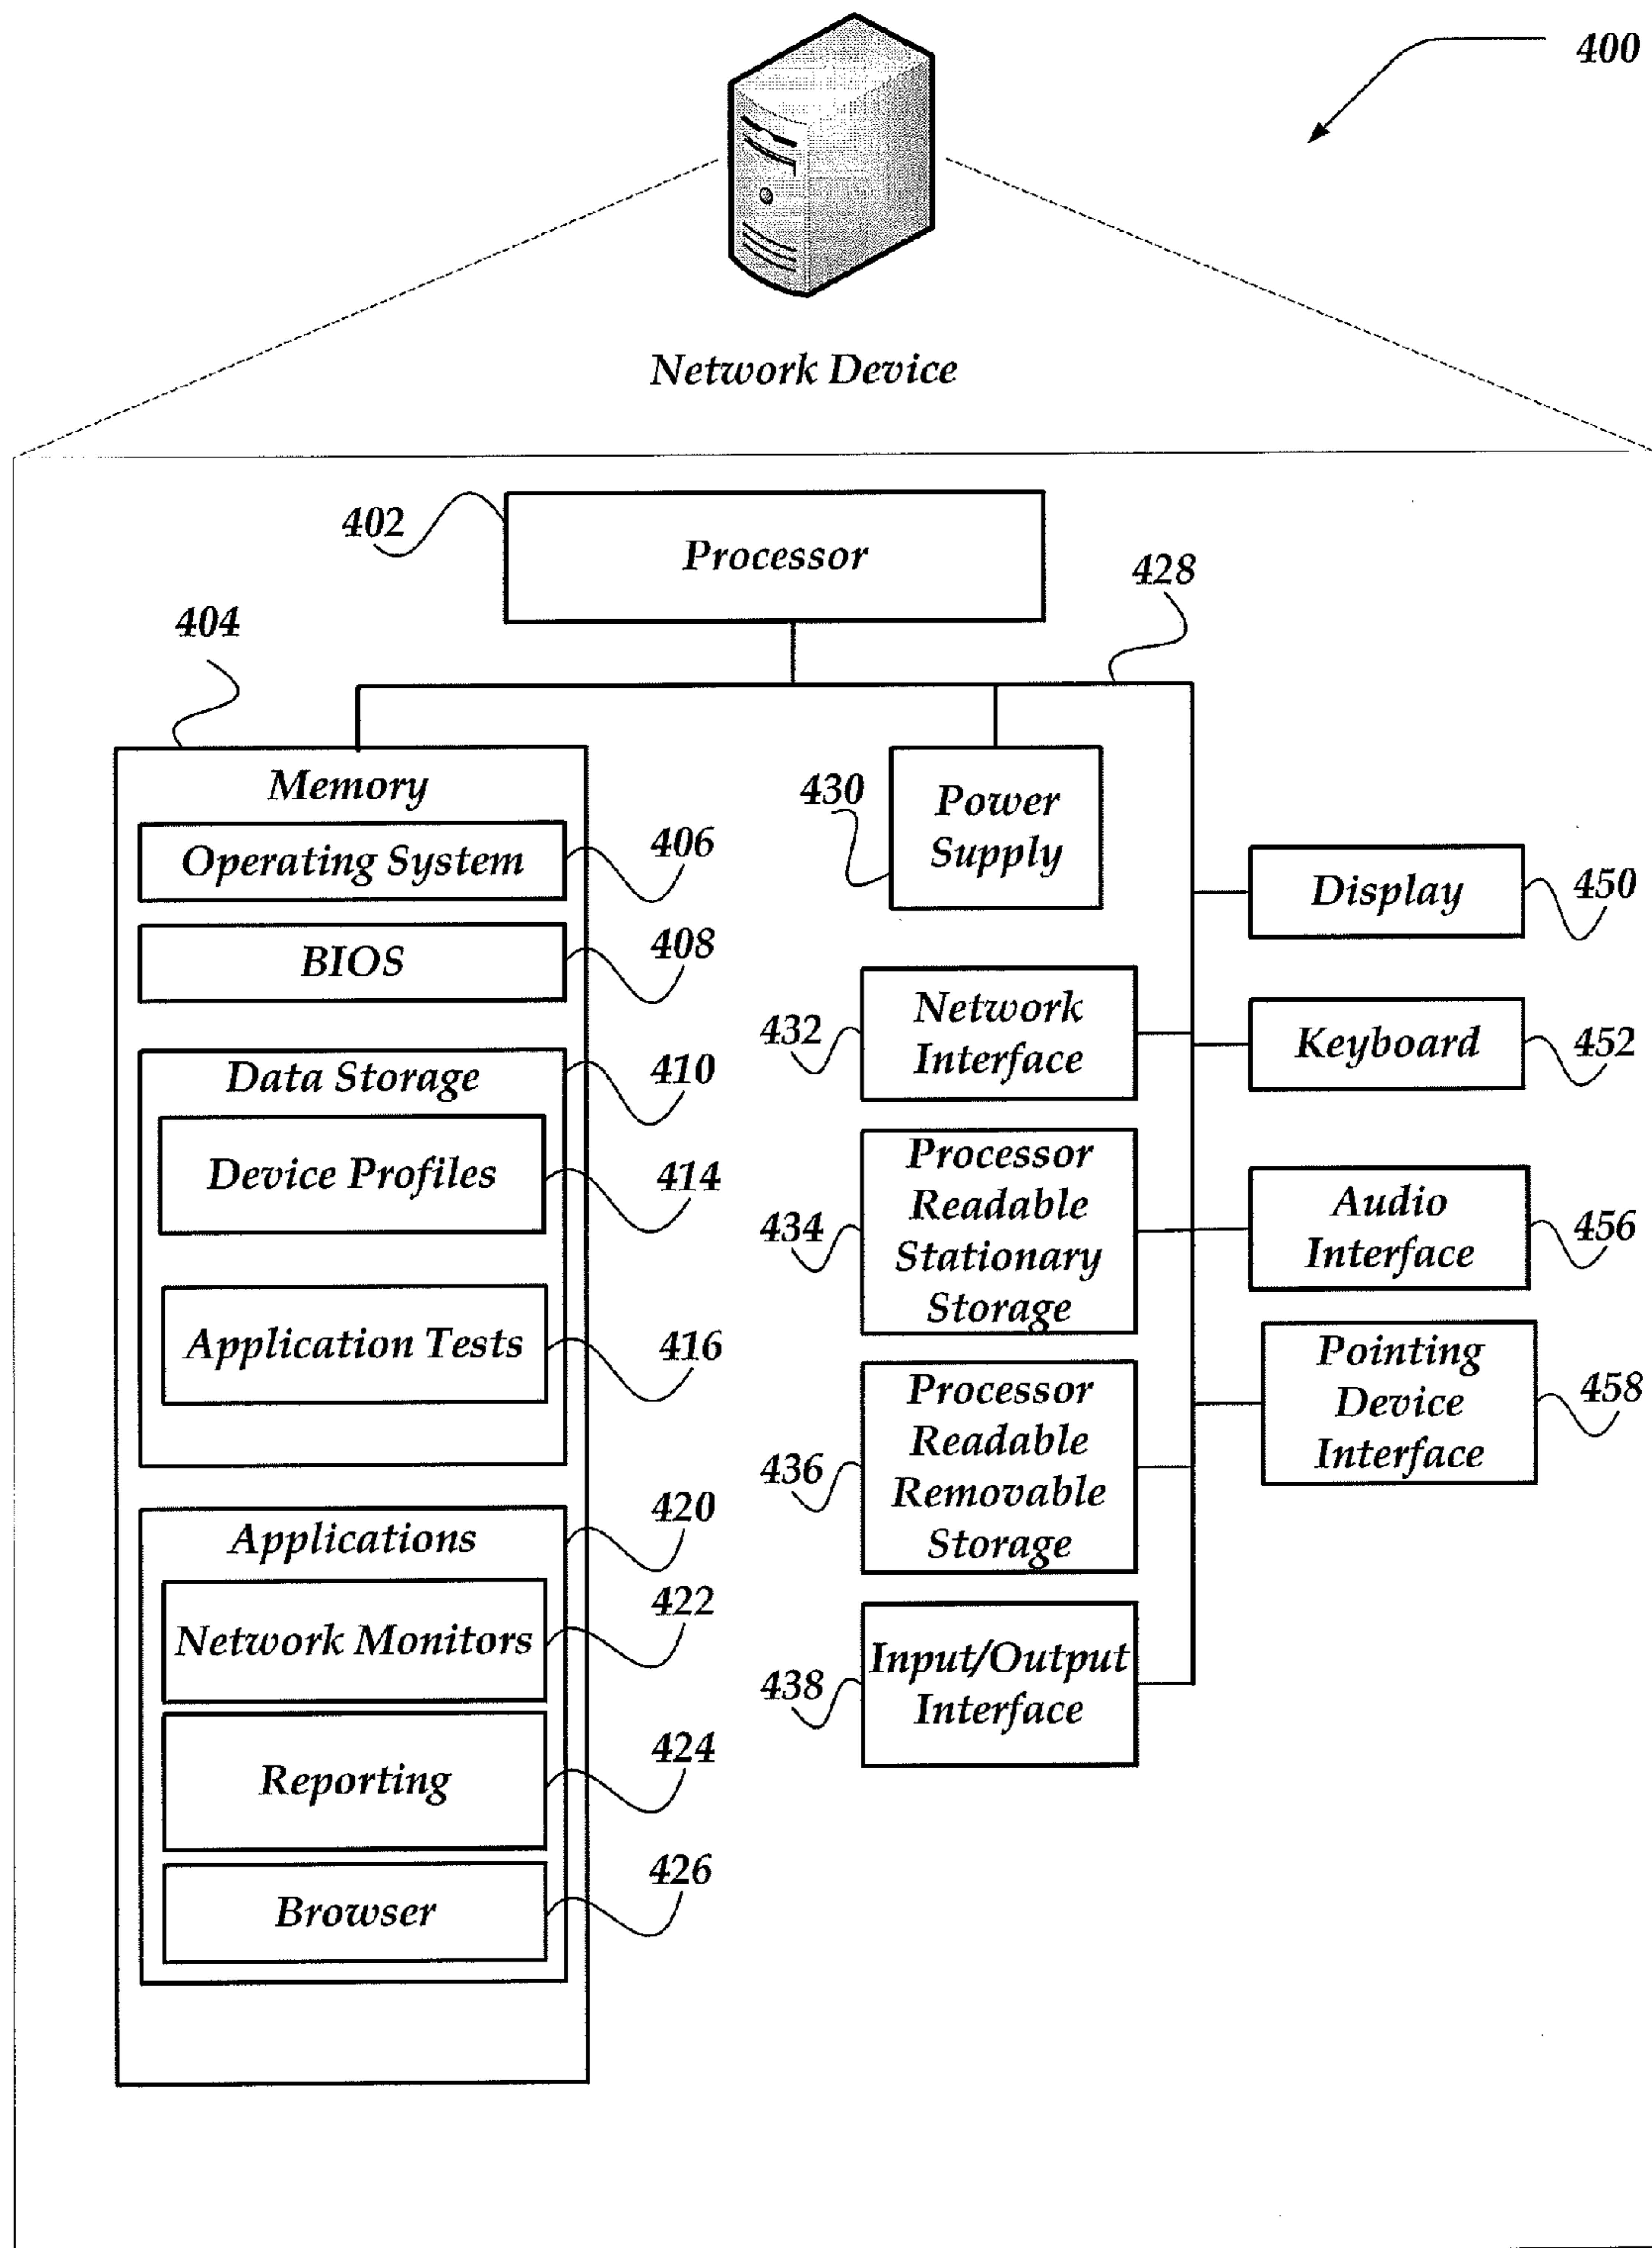 400
Network Device
402
Processor
428
404
Memory
Operating System
406
BIOS
408
Data Storage
410
Device Profiles
414
Application Tests
416
Applications
420
Network Monitors
422
Reporting
424
Browser
426
430
Power
Supply
432
Network
Interface
434
Processor
Readable
Stationary
Storage
436
Processor
Readable
Removable
Storage
438
Input/Output
Interface
Display
450
Keyboard
452
Audio
Interface
456
Pointing
Device
Interface
458